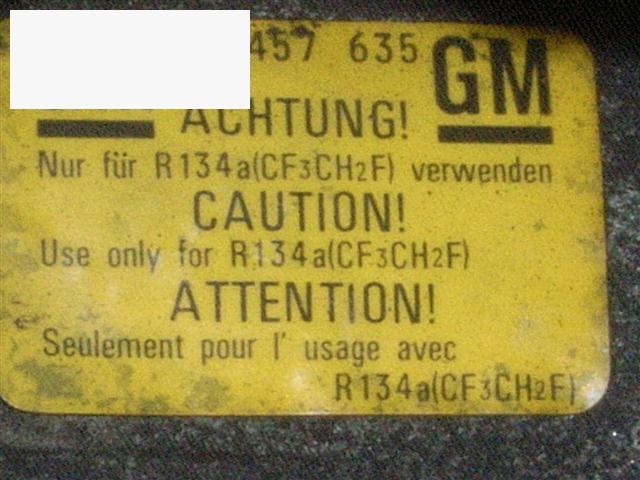 457 635 GM
ACHTUNG!
Nur für R134a(CF3CH2F) verwenden
CAUTION!
Use only for R134a(CF3CH2F)
ATTENTION!
Seulement pour l' usage avec
R134a(CF3CH2F)